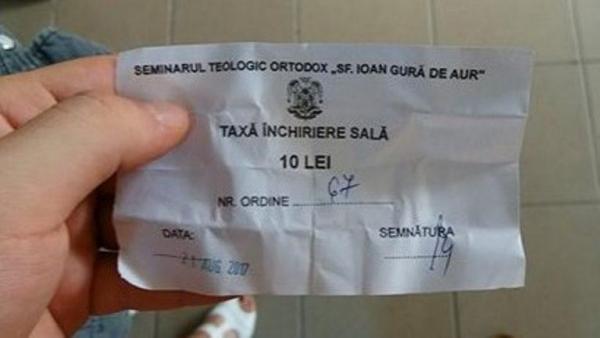 SEMINARUL TEOLOGIC ORTODOX „SF. IOAN GURĂ DE AUR”
TAXĂ ÎNCHIRIERE SALĂ
10 LEI
NR. ORDINE 67
DATA: SEMNĂTURA
21 AUG 2017